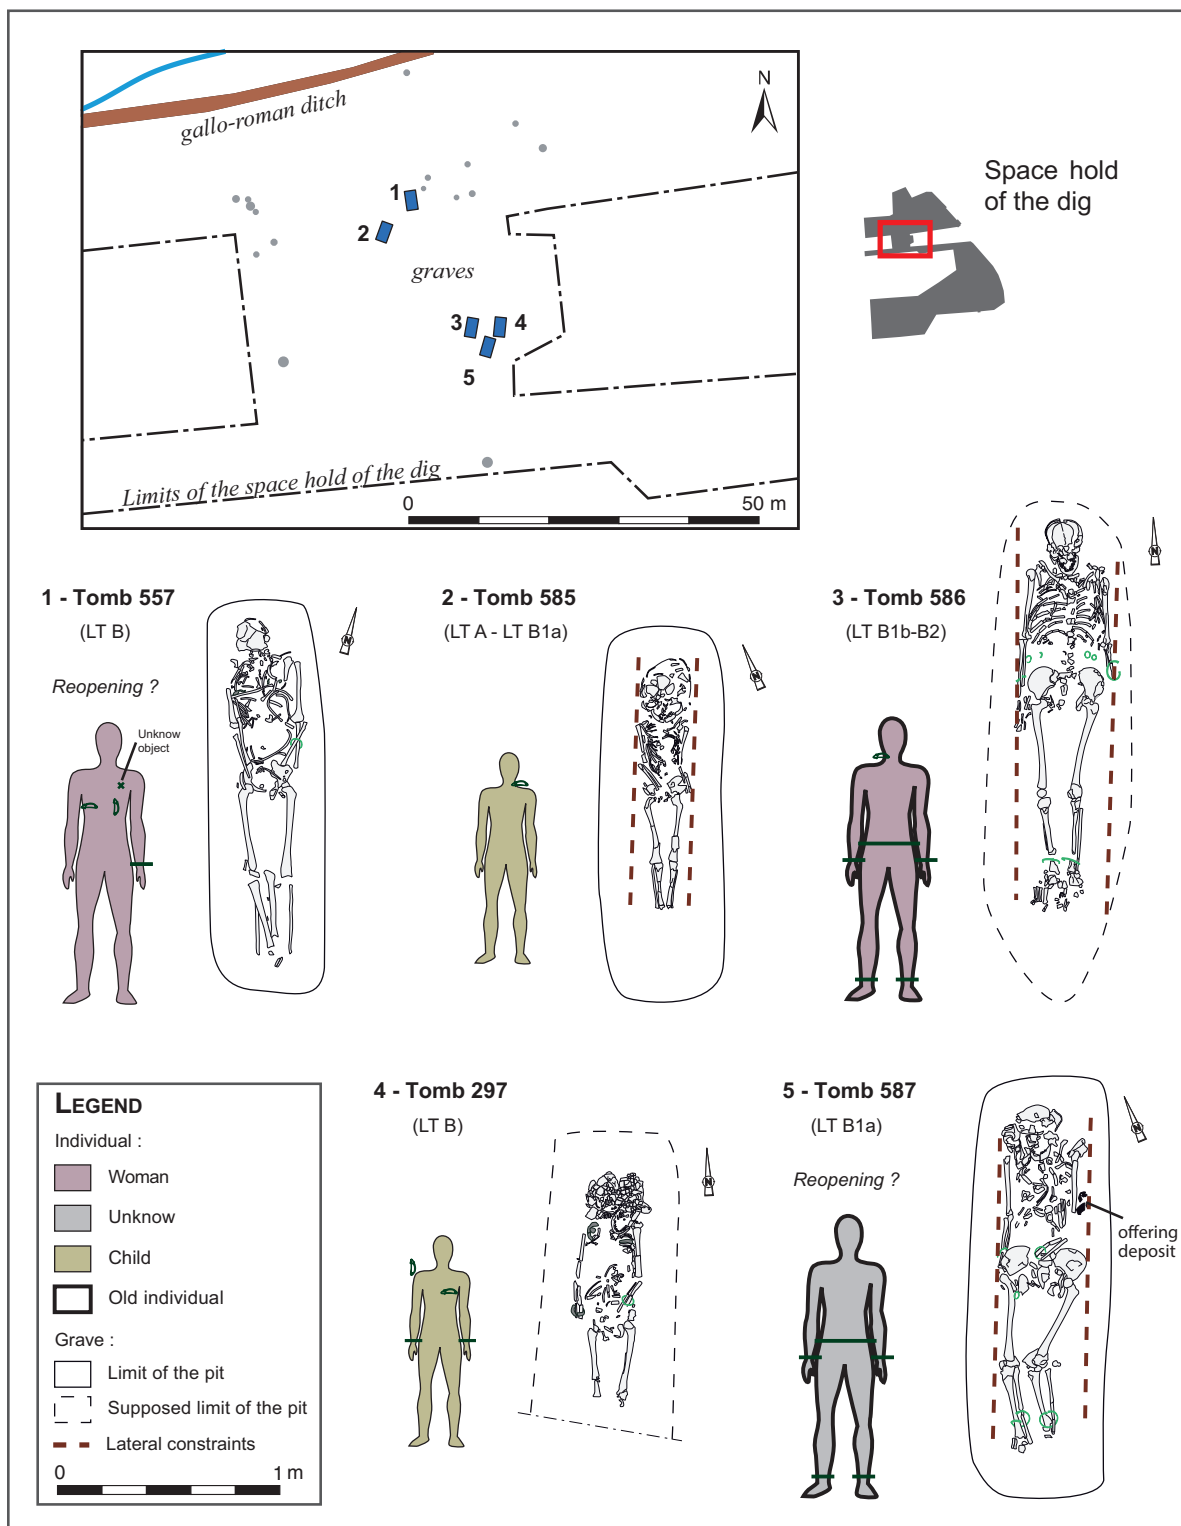 gallo-roman ditch
N
1
2
graves
3
4
5
Limits of the space hold of the dig
0
50 m
Space hold
of the dig
1 - Tomb 557
(LT B)
Reopening ?
Unknow
object
N
2 - Tomb 585
(LT A - LT B1a)
N
3 - Tomb 586
(LT B1b-B2)
N
LEGEND
Individual :
Woman
Unknow
Child
Old individual
Grave :
Limit of the pit
Supposed limit of the pit
Lateral constraints
0
1 m
4 - Tomb 297
(LT B)
N
5 - Tomb 587
(LT B1a)
Reopening ?
N
offering
deposit